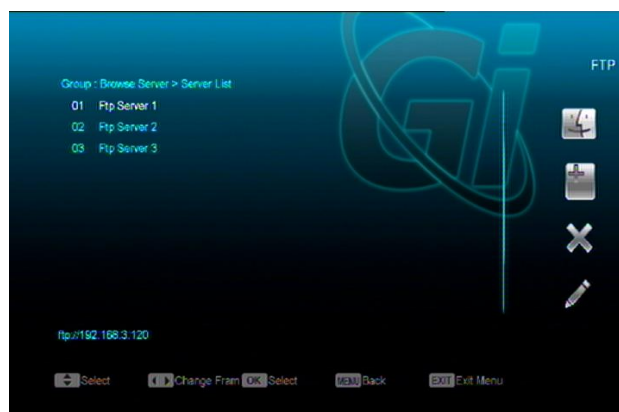 FTP
Group : Browse Server > Server List
01 Ftp Server 1
02 Ftp Server 2
03 Ftp Server 3
ftp://192.168.3.120
Select Change Fram OK Select MENU Back EXIT Exit Menu
Gi